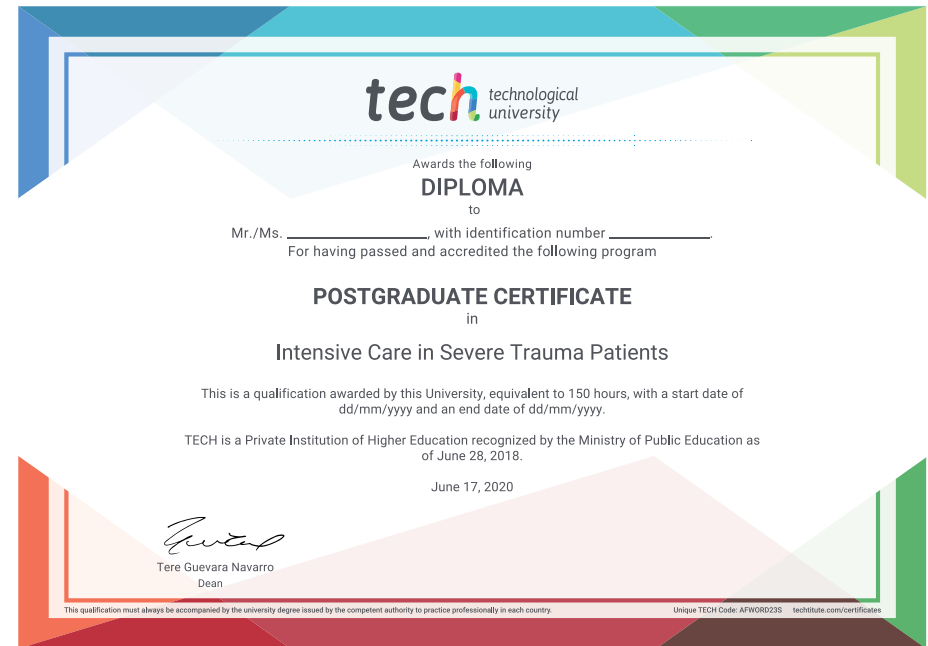 tech technological
university
Awards the following
DIPLOMA
to
Mr./Ms. ________________, with identification number ____________.
For having passed and accredited the following program
POSTGRADUATE CERTIFICATE
in
Intensive Care in Severe Trauma Patients
This is a qualification awarded by this University, equivalent to 150 hours, with a start date of
dd/mm/yyyy and an end date of dd/mm/yyyy.
TECH is a Private Institution of Higher Education recognized by the Ministry of Public Education as
of June 28, 2018.
June 17, 2020
Tere Guevara Navarro
Dean
This qualification must always be accompanied by the university degree issued by the competent authority to practice professionally in each country.
Unique TECH Code: AFWORD23S techtitute.com/certificates